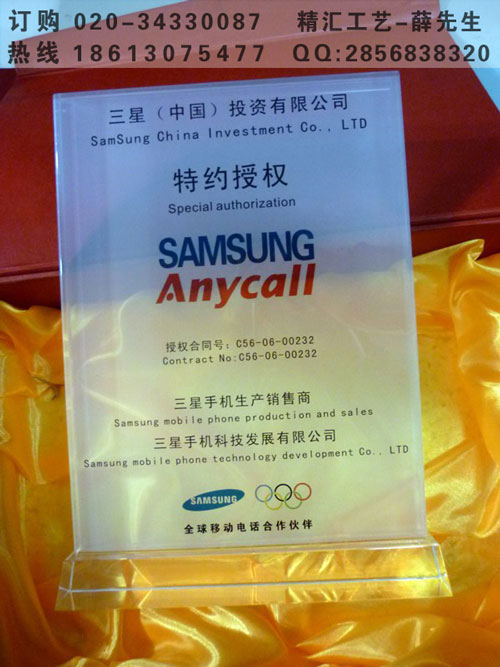 订购 020-34330087 精汇工艺-薛先生
热线 18613075477 QQ:2856838320
三星（中国）投资有限公司
SamSung China Investment Co., LTD
特约授权
Special authorization
SAMSUNG
Anycall
授权合同号：C56-06-00232
Contract No:C56-06-00232
三星手机生产销售商
Samsung mobile phone production and sales
三星手机科技发展有限公司
Samsung mobile phone technology development Co., LTD
SAMSUNG
全球移动电话合作伙伴